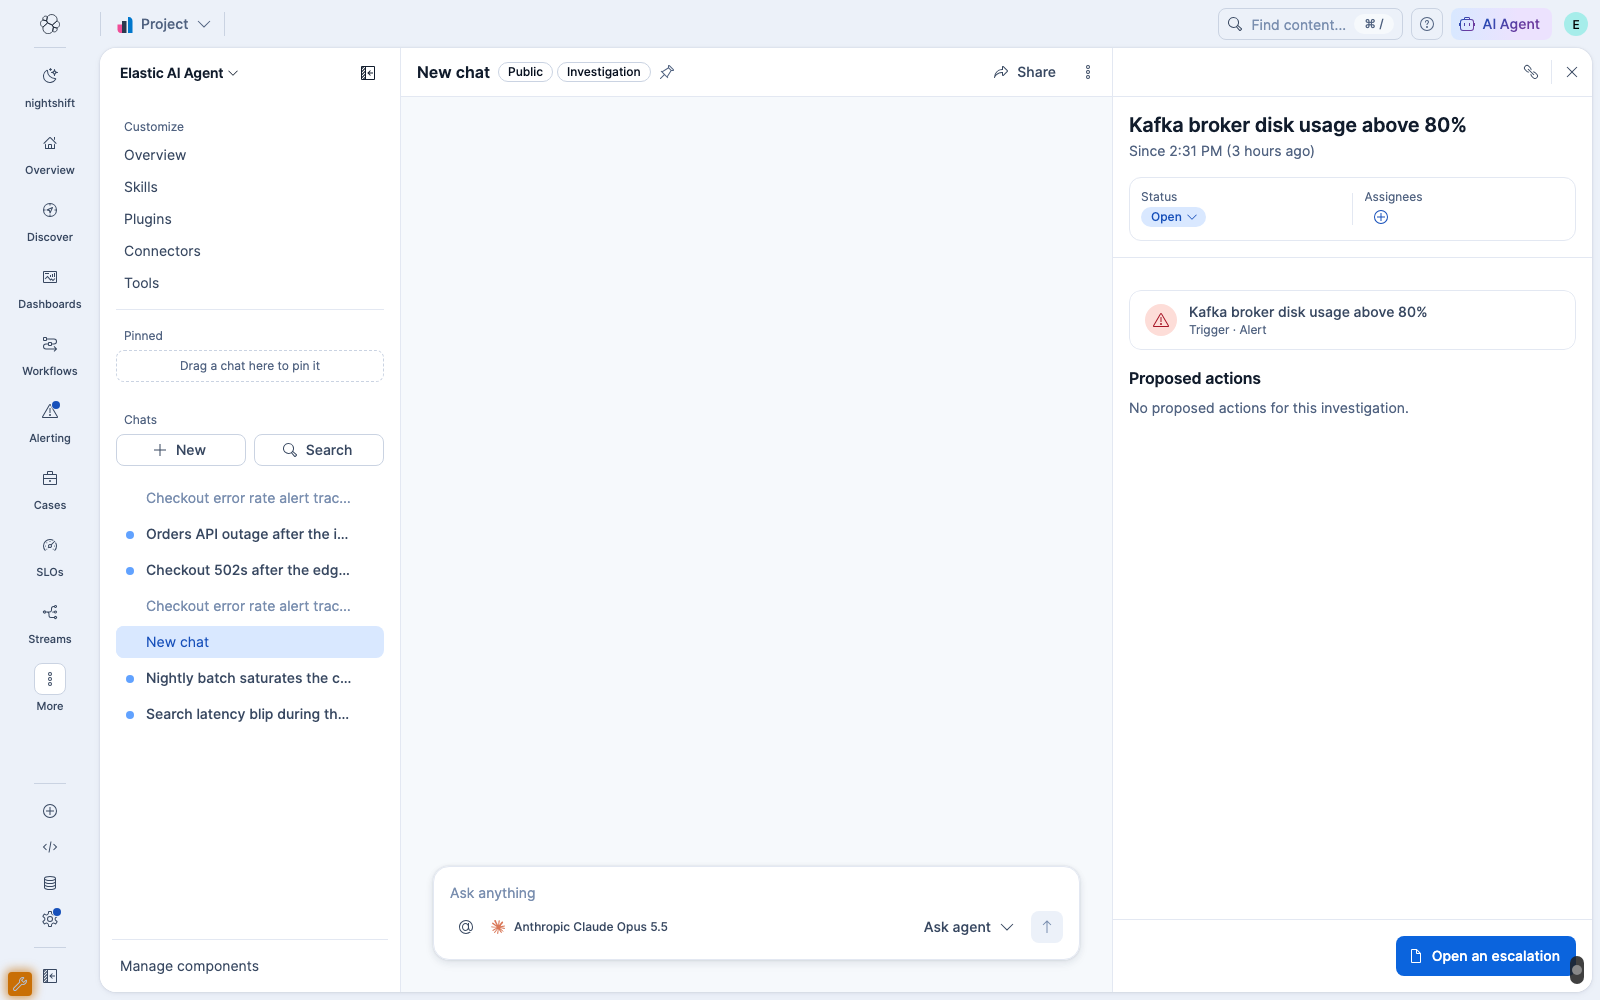 Project
Find content...
⌘ /
AI Agent
E
nightshift
Overview
Discover
Dashboards
Workflows
Alerting
Cases
SLOs
Streams
More
Elastic AI Agent
Customize
Overview
Skills
Plugins
Connectors
Tools
Pinned
Drag a chat here to pin it
Chats
New
Search
Checkout error rate alert trac...
Orders API outage after the i...
Checkout 502s after the edg...
Checkout error rate alert trac...
New chat
Nightly batch saturates the c...
Search latency blip during th...
Manage components
New chat
Public
Investigation
Share
Ask anything
@
Anthropic Claude Opus 5.5
Ask agent
Kafka broker disk usage above 80%
Since 2:31 PM (3 hours ago)
Status
Open
Assignees
Kafka broker disk usage above 80%
Trigger · Alert
Proposed actions
No proposed actions for this investigation.
Open an escalation